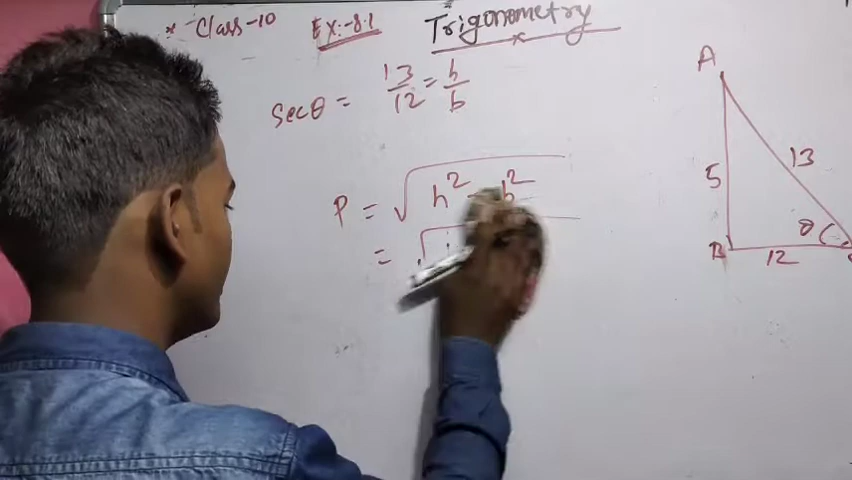 * Class-10 Ex:-8.1 Trigonometry
secθ = 13/12 = h/b
P = √h² - b²
=
A
5
13
B
12
θ